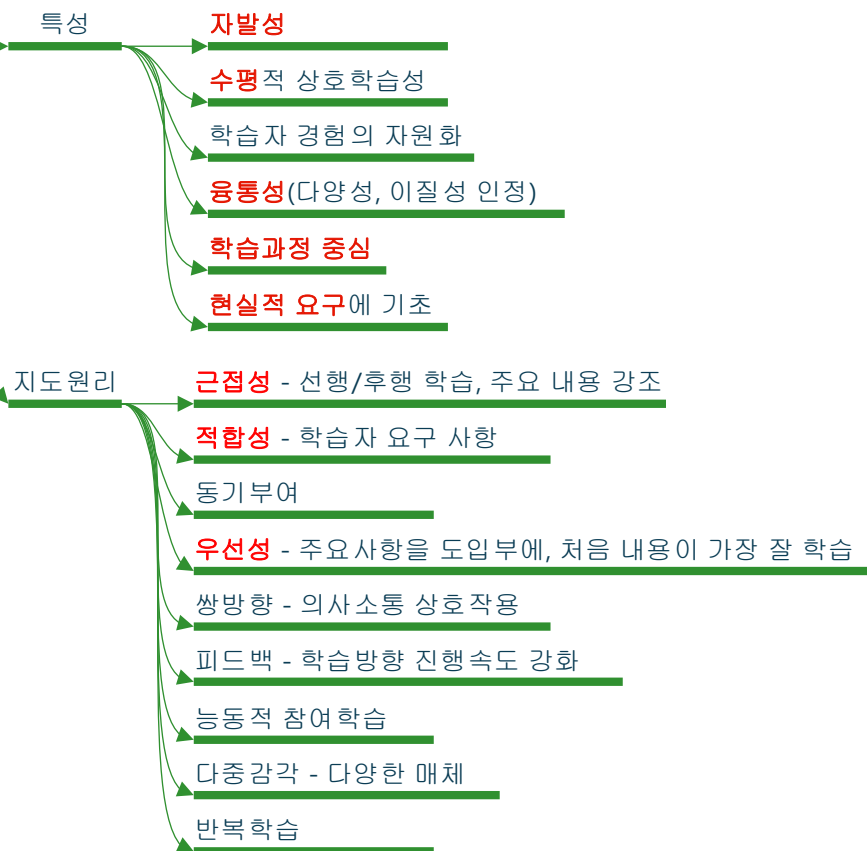 특성
자발성
수평적 상호학습성
학습자 경험의 자원화
융통성(다양성, 이질성 인정)
학습과정 중심
현실적 요구에 기초
지도원리
근접성 - 선행/후행 학습, 주요 내용 강조
적합성 - 학습자 요구 사항
동기부여
우선성 - 주요사항을 도입부에, 처음 내용이 가장 잘 학습
쌍방향 - 의사소통 상호작용
피드백 - 학습방향 진행속도 강화
능동적 참여학습
다중감각 - 다양한 매체
반복학습